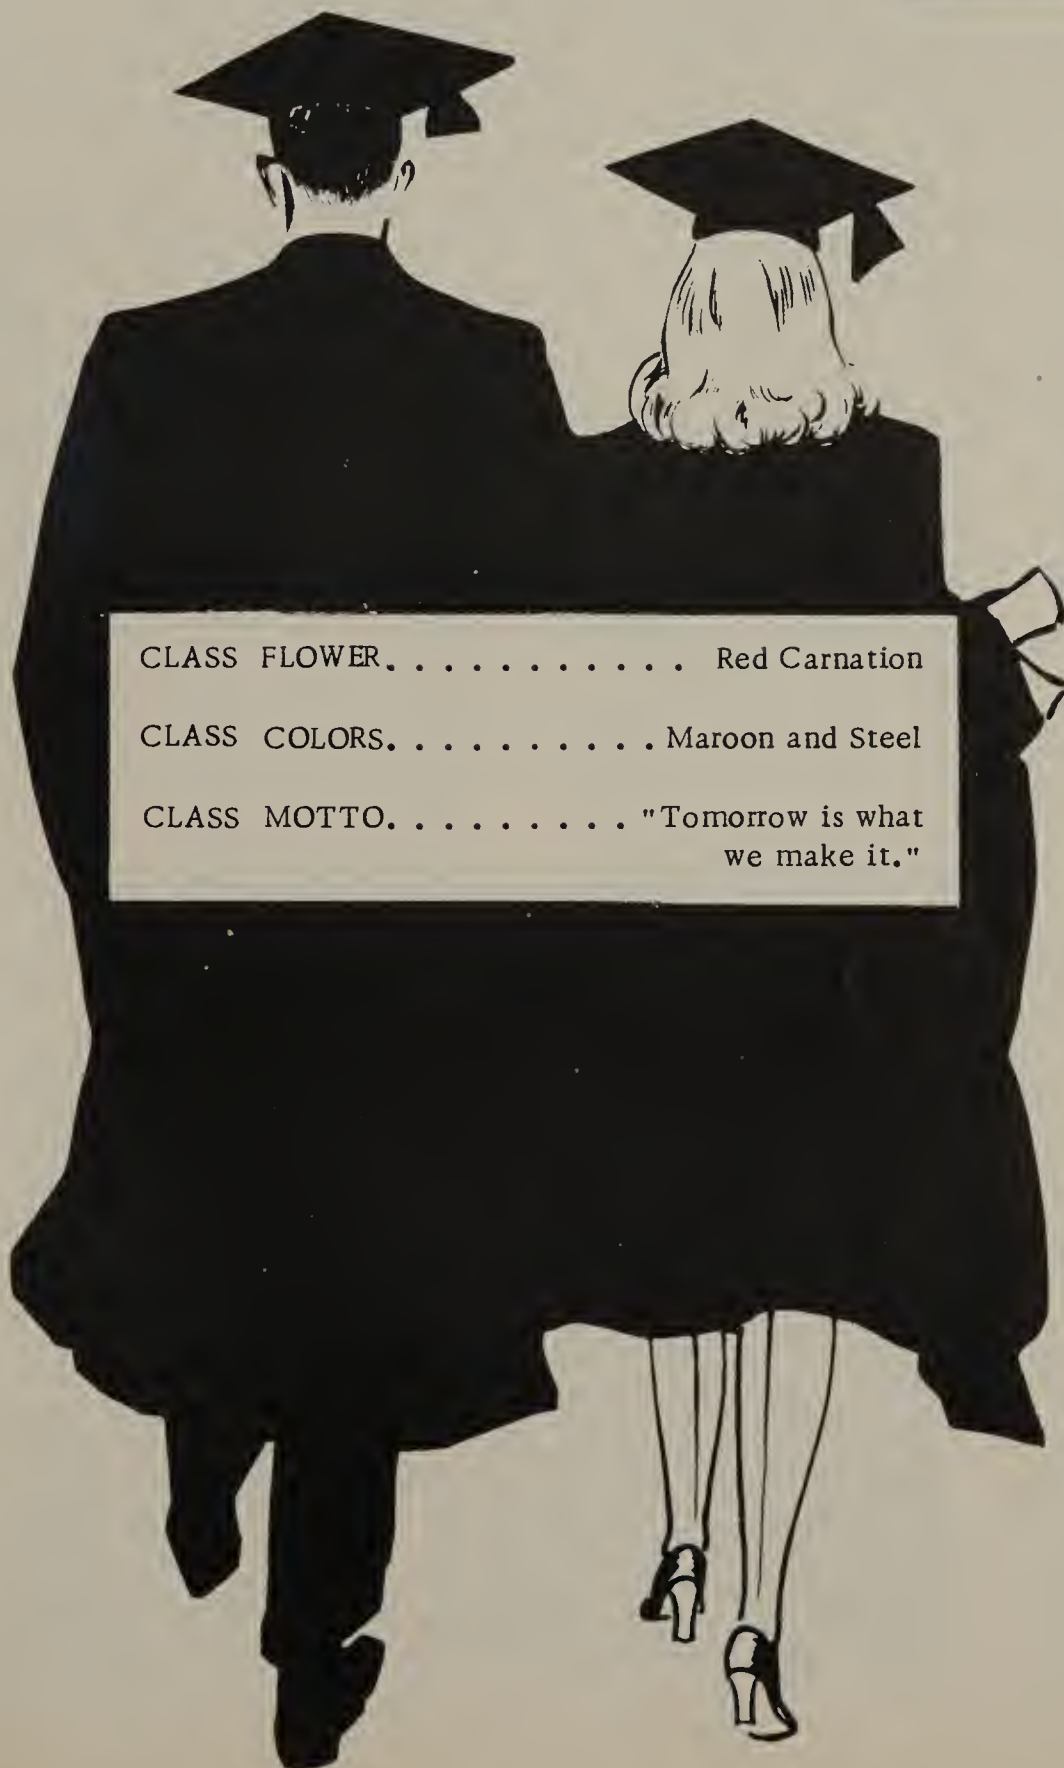 CLASS FLOWER. . . . . . . . . . . Red Carnation
CLASS COLORS. . . . . . . . . . Maroon and Steel
CLASS MOTTO. . . . . . . . . "Tomorrow is what
we make it."